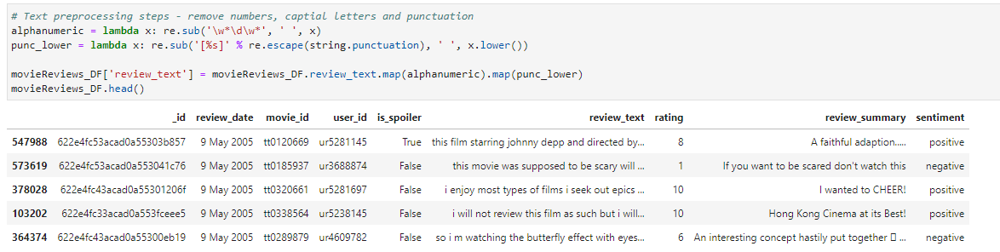 # Text preprocessing steps - remove numbers, captial letters and punctuation
alphanumeric = lambda x: re.sub('\w*\d\w*', ' ', x)
punc_lower = lambda x: re.sub('[%s]' % re.escape(string.punctuation), ' ', x.lower())
movieReviews_DF['review_text'] = movieReviews_DF.review_text.map(alphanumeric).map(punc_lower)
movieReviews_DF.head()
_id review_date movie_id user_id is_spoiler review_text rating review_summary sentiment
547988 622e4fc53acad0a55303b857 9 May 2005 tt0120669 ur5281145 True this film starring johnny depp and directed by... 8 A faithful adaption..... positive
573619 622e4fc53acad0a553041c76 9 May 2005 tt0185937 ur3688874 False this movie was supposed to be scary will ... 1 If you want to be scared don't watch this negative
378028 622e4fc43acad0a55301206f 9 May 2005 tt0320661 ur5281697 False i enjoy most types of films i seek out epics ... 10 I wanted to CHEER! positive
103202 622e4fc33acad0a553fceee5 9 May 2005 tt0338564 ur5238145 False i will not review this film as such but i will... 10 Hong Kong Cinema at its Best! positive
364374 622e4fc43acad0a55300eb19 9 May 2005 tt0289879 ur4609782 False so i m watching the butterfly effect with eyes... 6 An interesting concept hastily put together ▯ ... negative